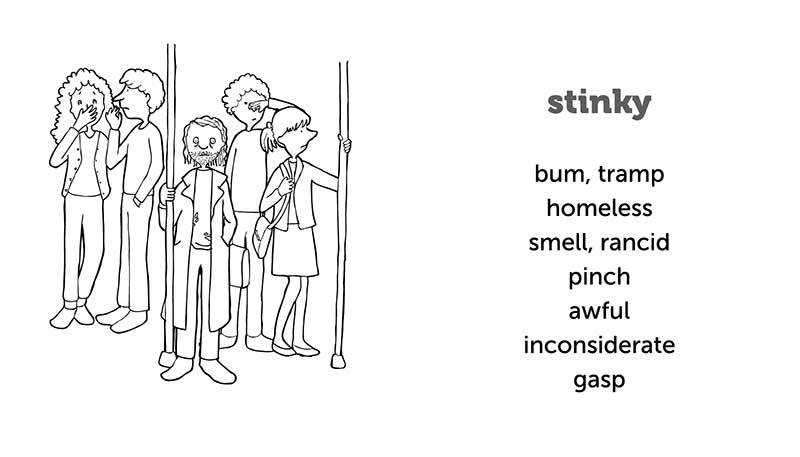 stinky
bum, tramp
homeless
smell, rancid
pinch
awful
inconsiderate
gasp